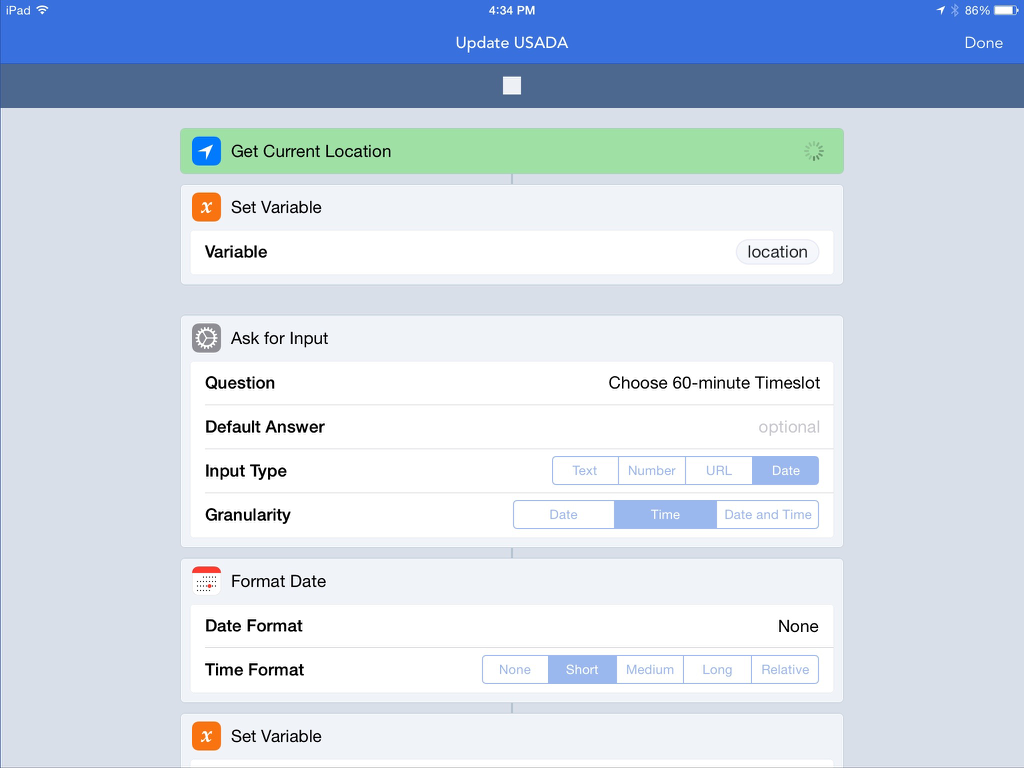 iPad 4:34 PM 86%
Update USADA Done
Get Current Location
x Set Variable
Variable location
Ask for Input
Question Choose 60-minute Timeslot
Default Answer optional
Input Type Text Number URL Date
Granularity Date Time Date and Time
Format Date
Date Format None
Time Format None Short Medium Long Relative
x Set Variable